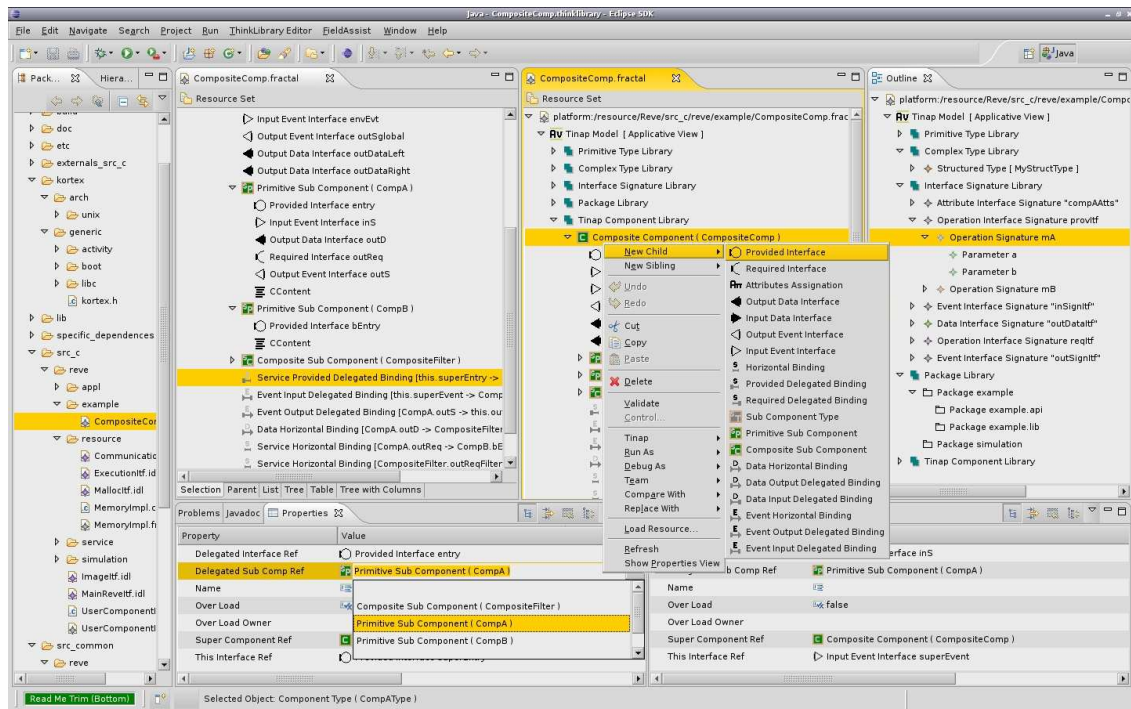 Java - CompositeComp.thinklibrary - Eclipse SDK
File Edit Navigate Search Project Run ThinkLibrary Editor FieldAssist Window Help
Java
Pack...
Hiera...
doc
etc
externals_src_c
kortex
arch
unix
generic
activity
boot
libc
kortex.h
lib
specific_dependences
src_c
reve
appl
example
CompositeCor
resource
Communicatic
ExecutionItf.id
MallocItf.idl
MemoryImpl.c
MemoryImpl.fi
service
simulation
ImageItf.idl
MainReveItf.idl
UserComponentI
UserComponentI
src_common
reve
CompositeComp.fractal
Resource Set
Input Event Interface envEvt
Output Event Interface outSglobal
Output Data Interface outDataLeft
Output Data Interface outDataRight
Primitive Sub Component ( CompA )
Provided Interface entry
Input Event Interface inS
Output Data Interface outD
Required Interface outReq
Output Event Interface outS
CContent
Primitive Sub Component ( CompB )
Provided Interface bEntry
CContent
Composite Sub Component ( CompositeFilter )
Service Provided Delegated Binding [this.superEntry ->
Event Input Delegated Binding [this.superEvent -> Comp
Event Output Delegated Binding [CompA.outS -> this.ou
Data Horizontal Binding [CompA.outD -> CompositeFilter
Service Horizontal Binding [CompA.outReq -> CompB.bE
Service Horizontal Binding [CompositeFilter.outReqFilter
Selection Parent List Tree Table Tree with Columns
CompositeComp.fractal
Resource Set
platform:/resource/Reve/src_c/reve/example/CompositeComp.frac
Tinap Model [ Applicative View ]
Primitive Type Library
Complex Type Library
Interface Signature Library
Package Library
Tinap Component Library
Composite Component ( CompositeComp )
New Child
New Sibling
Undo
Redo
Cut
Copy
Paste
Delete
Validate
Control...
Tinap
Run As
Debug As
Team
Compare With
Replace With
Load Resource...
Refresh
Show Properties View
Provided Interface
Required Interface
Attributes Assignation
Output Data Interface
Input Data Interface
Output Event Interface
Input Event Interface
Horizontal Binding
Provided Delegated Binding
Required Delegated Binding
Sub Component Type
Primitive Sub Component
Composite Sub Component
Data Horizontal Binding
Data Output Delegated Binding
Data Input Delegated Binding
Event Horizontal Binding
Event Output Delegated Binding
Event Input Delegated Binding
Outline
platform:/resource/Reve/src_c/reve/example/Compc
Tinap Model [ Applicative View ]
Primitive Type Library
Complex Type Library
Structured Type [ MyStructType ]
Interface Signature Library
Attribute Interface Signature "compAAtts"
Operation Interface Signature provItf
Operation Signature mA
Parameter a
Parameter b
Operation Signature mB
Event Interface Signature "inSignItf"
Data Interface Signature "outDataItf"
Operation Interface Signature reqItf
Event Interface Signature "outSignItf"
Package Library
Package example
Package example.api
Package example.lib
Package simulation
Tinap Component Library
Problems Javadoc Properties
Property Value
Delegated Interface Ref Provided Interface entry
Delegated Sub Comp Ref Primitive Sub Component ( CompA )
Name
Over Load
Over Load Owner
Super Component Ref
This Interface Ref
Composite Sub Component ( CompositeFilter )
Primitive Sub Component ( CompA )
Primitive Sub Component ( CompB )
erface inS
b Comp Ref Primitive Sub Component ( CompA )
Name
Over Load false
Over Load Owner
Super Component Ref Composite Component ( CompositeComp )
This Interface Ref Input Event Interface superEvent
Read Me Trim (Bottom)
Selected Object: Component Type ( CompAType )